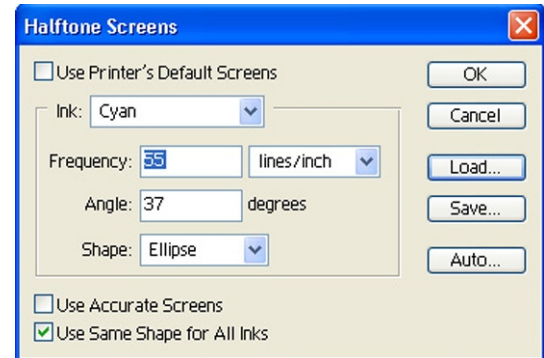 Halftone Screens
Use Printer's Default Screens
OK
Ink: Cyan
Cancel
Frequency: 55 lines/inch
Load...
Angle: 37 degrees
Save...
Shape: Ellipse
Auto...
Use Accurate Screens
Use Same Shape for All Inks